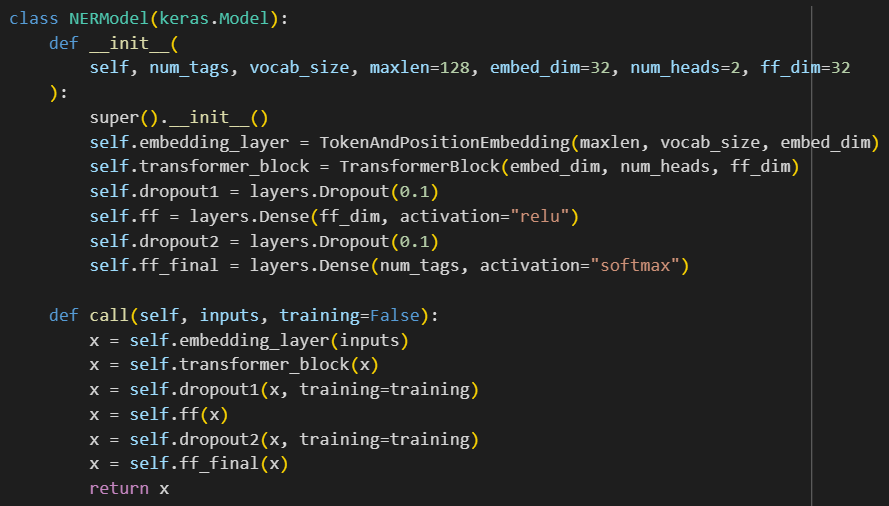 class NERModel(keras.Model):
    def __init__(
        self, num_tags, vocab_size, maxlen=128, embed_dim=32, num_heads=2, ff_dim=32
    ):
        super().__init__()
        self.embedding_layer = TokenAndPositionEmbedding(maxlen, vocab_size, embed_dim)
        self.transformer_block = TransformerBlock(embed_dim, num_heads, ff_dim)
        self.dropout1 = layers.Dropout(0.1)
        self.ff = layers.Dense(ff_dim, activation="relu")
        self.dropout2 = layers.Dropout(0.1)
        self.ff_final = layers.Dense(num_tags, activation="softmax")

    def call(self, inputs, training=False):
        x = self.embedding_layer(inputs)
        x = self.transformer_block(x)
        x = self.dropout1(x, training=training)
        x = self.ff(x)
        x = self.dropout2(x, training=training)
        x = self.ff_final(x)
        return x